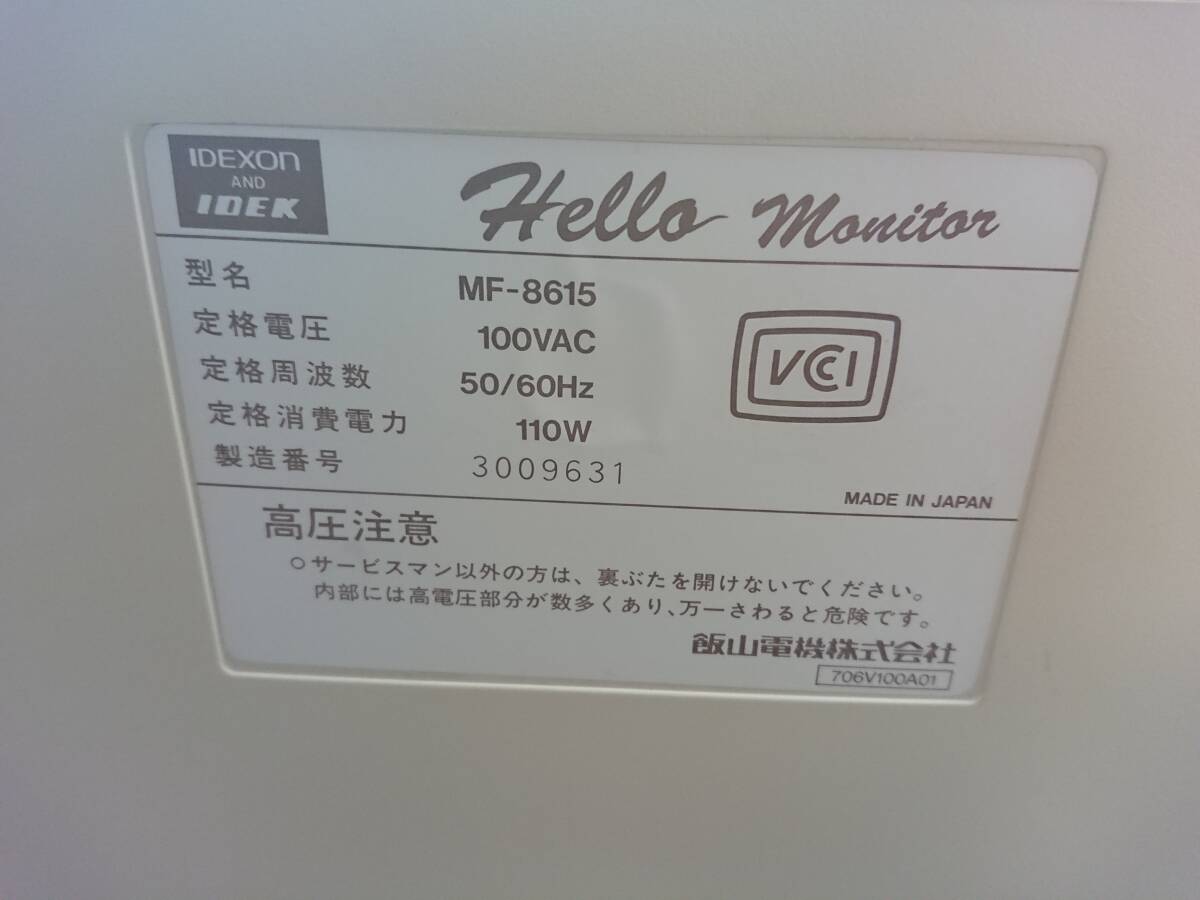 IDEXON
AND
IDEK
Hello Monitor
型名 MF-8615
定格電圧 100VAC
定格周波数 50/60Hz
定格消費電力 110W
製造番号 3009631
VCCI
MADE IN JAPAN
高圧注意
○サービスマン以外の方は、裏ぶたを開けないでください。
内部には高電圧部分が数多くあり、万一さわると危険です。
飯山電機株式会社
706V100A01